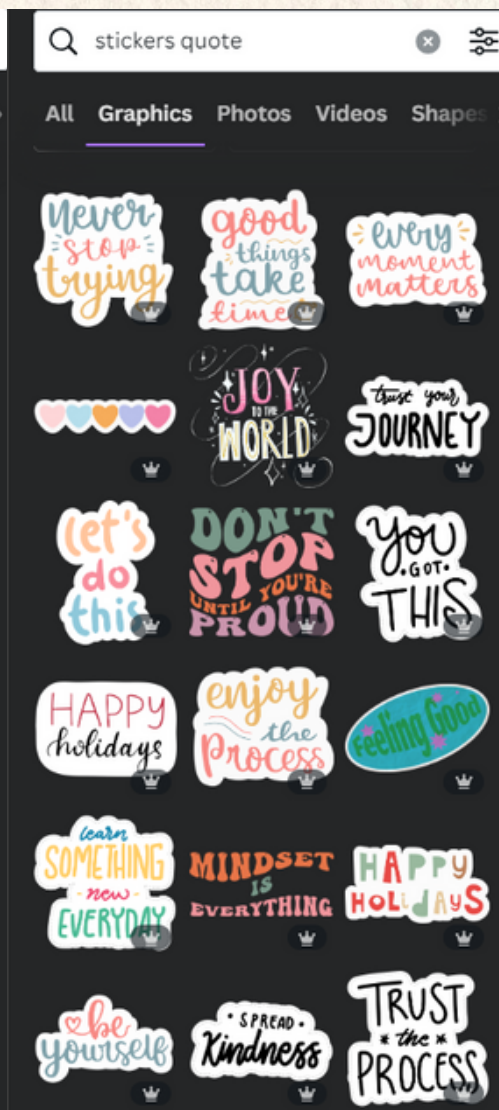 stickers quote
All Graphics Photos Videos Shapes
never
stop
trying
good
things
take
time
every
moment
matters
JOY
TO THE
WORLD
trust your
JOURNEY
let's
do
this
DON'T
STOP
UNTIL YOU'RE
PROUD
You
•GOT•
THIS
HAPPY
holidays
enjoy
the
Process
Feeling Good
learn
SOMETHING
- new -
EVERYDAY
MINDSET
IS
EVERYTHING
HAPPY
HOLiDAYS
be
yourself
• SPREAD •
Kindness
TRUST
* the *
PROCESS